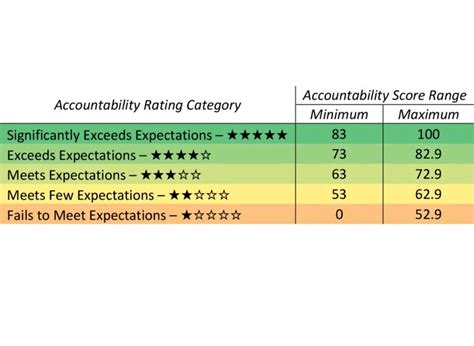 Accountability Rating Category Accountability Score Range
Minimum Maximum
Significantly Exceeds Expectations – ★★★★★ 83 100
Exceeds Expectations – ★★★★☆ 73 82.9
Meets Expectations – ★★★☆☆ 63 72.9
Meets Few Expectations – ★★☆☆☆ 53 62.9
Fails to Meet Expectations – ★☆☆☆☆ 0 52.9